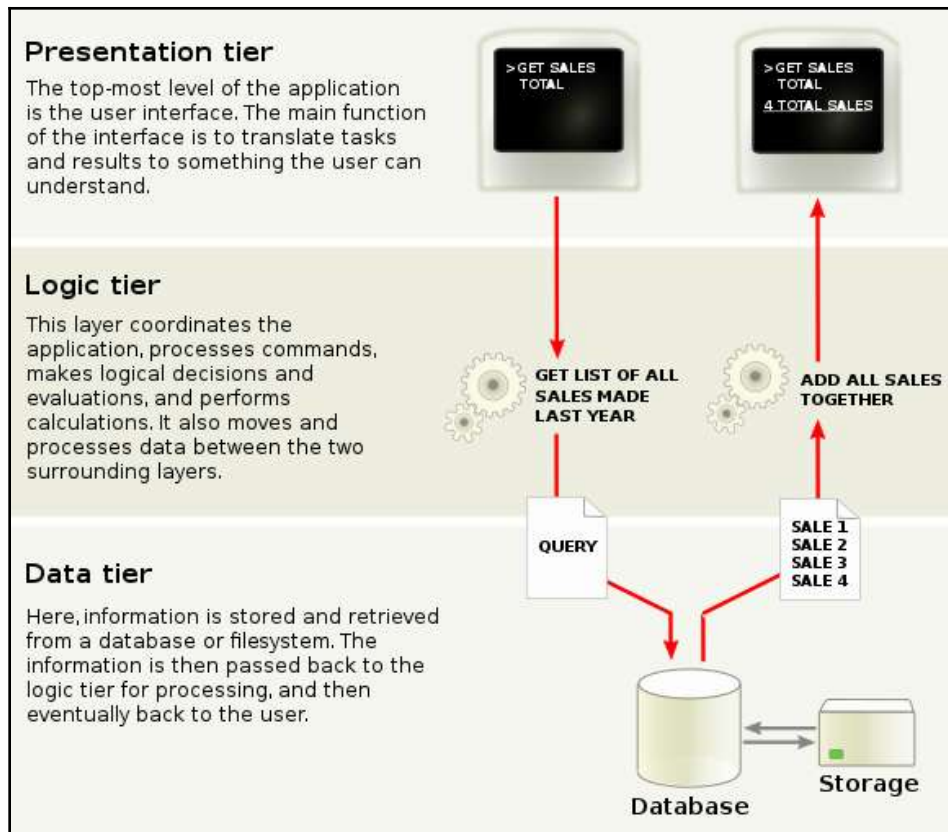 Presentation tier
The top-most level of the application
is the user interface. The main function
of the interface is to translate tasks
and results to something the user can
understand.
>GET SALES
TOTAL
>GET SALES
TOTAL
4 TOTAL SALES
Logic tier
This layer coordinates the
application, processes commands,
makes logical decisions and
evaluations, and performs
calculations. It also moves and
processes data between the two
surrounding layers.
GET LIST OF ALL
SALES MADE
LAST YEAR
ADD ALL SALES
TOGETHER
QUERY
SALE 1
SALE 2
SALE 3
SALE 4
Data tier
Here, information is stored and retrieved
from a database or filesystem. The
information is then passed back to the
logic tier for processing, and then
eventually back to the user.
Database
Storage